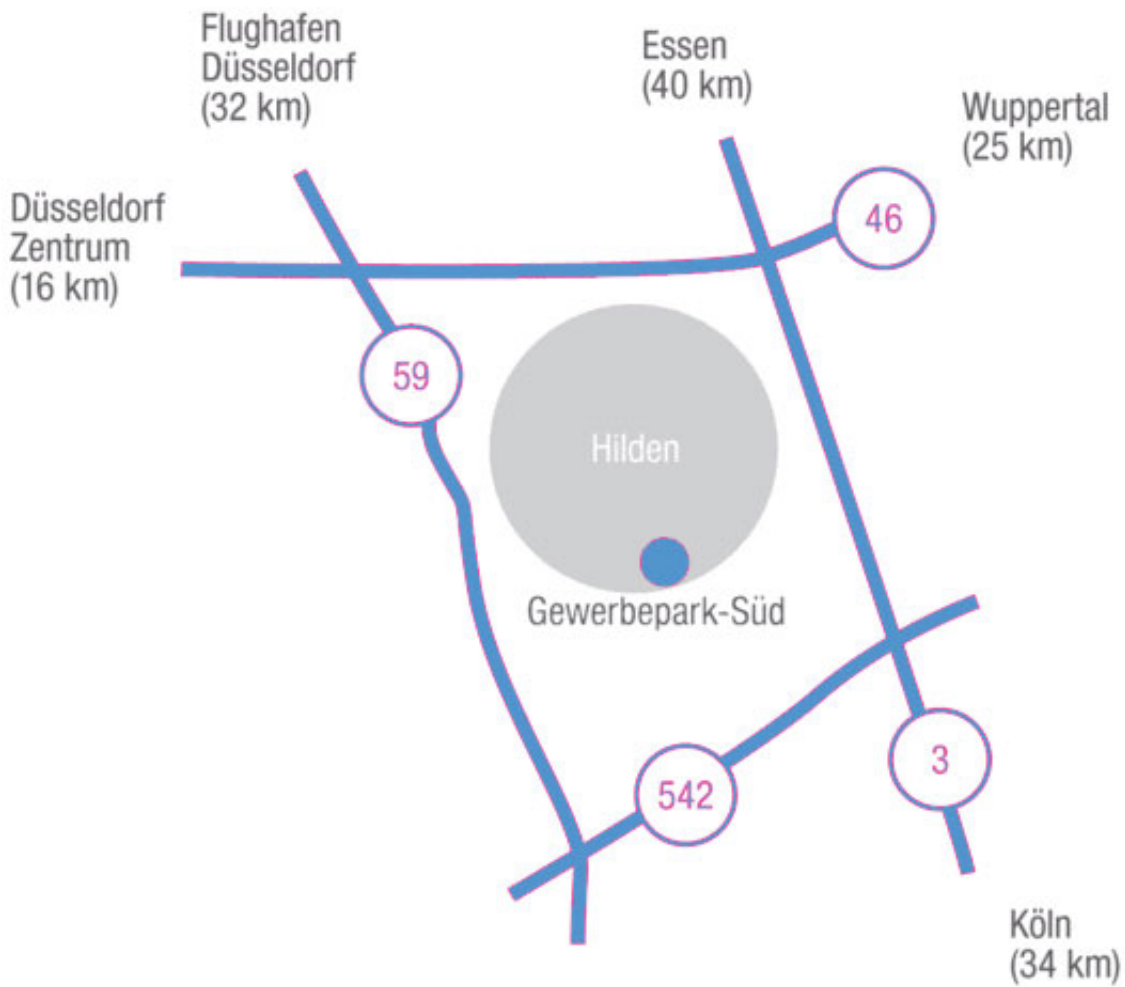 Flughafen
Düsseldorf
(32 km)
Essen
(40 km)
Wuppertal
(25 km)
Düsseldorf
Zentrum
(16 km)
46
59
Hilden
Gewerbepark-Süd
542
3
Köln
(34 km)